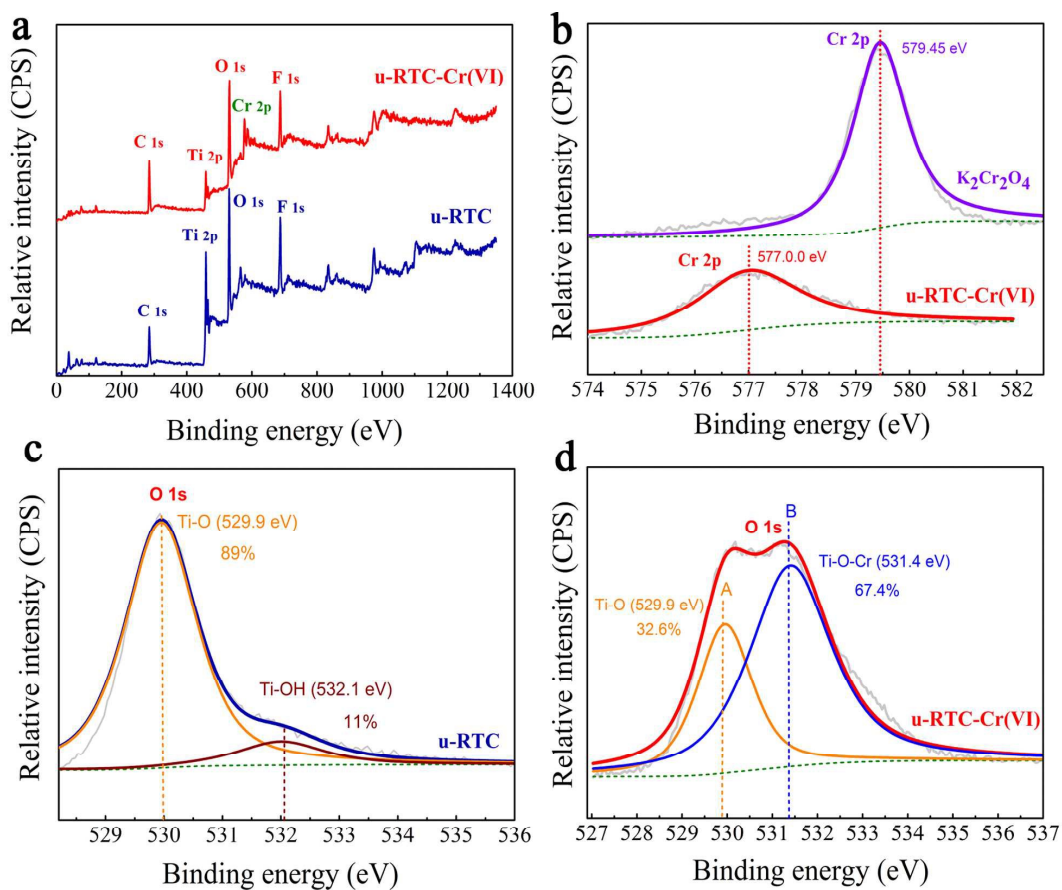 a
Relative intensity (CPS)
O 1s
F 1s
u-RTC-Cr(VI)
Cr 2p
C 1s
Ti 2p
O 1s
F 1s
u-RTC
Ti 2p
C 1s
0 200 400 600 800 1000 1200 1400
Binding energy (eV)
b
Relative intensity (CPS)
Cr 2p
579.45 eV
K2Cr2O4
Cr 2p
577.0.0 eV
u-RTC-Cr(VI)
574 575 576 577 578 579 580 581 582
Binding energy (eV)
c
Relative intensity (CPS)
O 1s
Ti-O (529.9 eV)
89%
Ti-OH (532.1 eV)
11%
u-RTC
529 530 531 532 533 534 535 536
Binding energy (eV)
d
Relative intensity (CPS)
B
O 1s
Ti-O-Cr (531.4 eV)
67.4%
Ti-O (529.9 eV)
A
32.6%
u-RTC-Cr(VI)
527 528 529 530 531 532 533 534 535 536 537
Binding energy (eV)